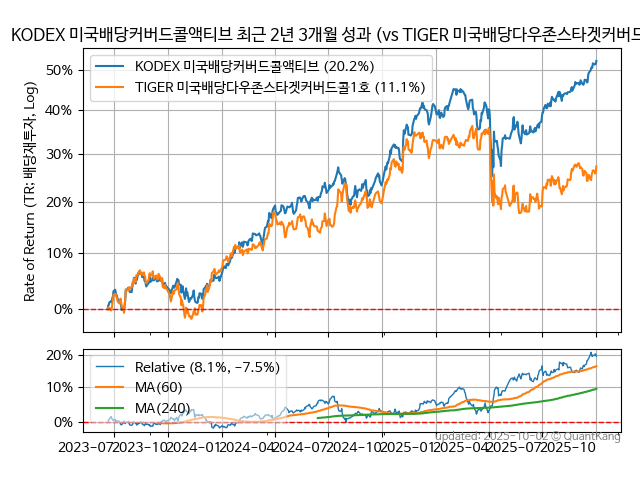 KODEX 미국배당커버드콜액티브 최근 2년 3개월 성과 (vs TIGER 미국배당다우존스타겟커버드
KODEX 미국배당커버드콜액티브 (20.2%)
TIGER 미국배당다우존스타겟커버드콜1호 (11.1%)
Rate of Return (TR: 배당재투자, Log)
50%
40%
30%
20%
10%
0%
Relative (8.1%, -7.5%)
MA(60)
MA(240)
20%
10%
0%
updated: 2025-10-02 © QuantKang
2023-07 2023-10 2024-01 2024-04 2024-07 2024-10 2025-01 2025-04 2025-07 2025-10